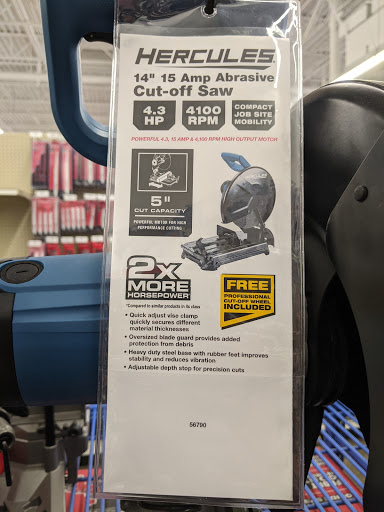 HERCULES
14" 15 Amp Abrasive
Cut-off Saw
4.3 HP
4100 RPM
COMPACT JOB SITE MOBILITY
POWERFUL 4.3, 15 AMP & 4,100 RPM HIGH OUTPUT MOTOR
5"
CUT CAPACITY
POWERFUL MOTOR FOR HIGH
PERFORMANCE CUTTING
2x
MORE
HORSEPOWER*
*Compared to similar products in its class
FREE
PROFESSIONAL
CUT-OFF WHEEL
INCLUDED
• Quick adjust vise clamp
quickly secures different
material thicknesses
• Oversized blade guard provides added
protection from debris
• Heavy duty steel base with rubber feet improves
stability and reduces vibration
• Adjustable depth stop for precision cuts
56790